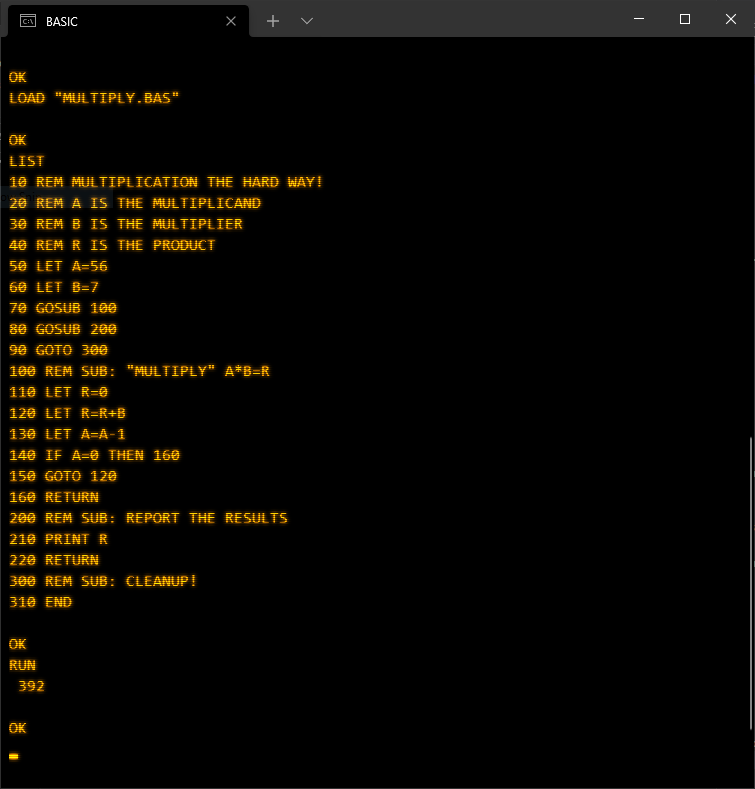 BASIC
OK
LOAD "MULTIPLY.BAS"
OK
LIST
10 REM MULTIPLICATION THE HARD WAY!
20 REM A IS THE MULTIPLICAND
30 REM B IS THE MULTIPLIER
40 REM R IS THE PRODUCT
50 LET A=56
60 LET B=7
70 GOSUB 100
80 GOSUB 200
90 GOTO 300
100 REM SUB: "MULTIPLY" A*B=R
110 LET R=0
120 LET R=R+B
130 LET A=A-1
140 IF A=0 THEN 160
150 GOTO 120
160 RETURN
200 REM SUB: REPORT THE RESULTS
210 PRINT R
220 RETURN
300 REM SUB: CLEANUP!
310 END
OK
RUN
392
OK